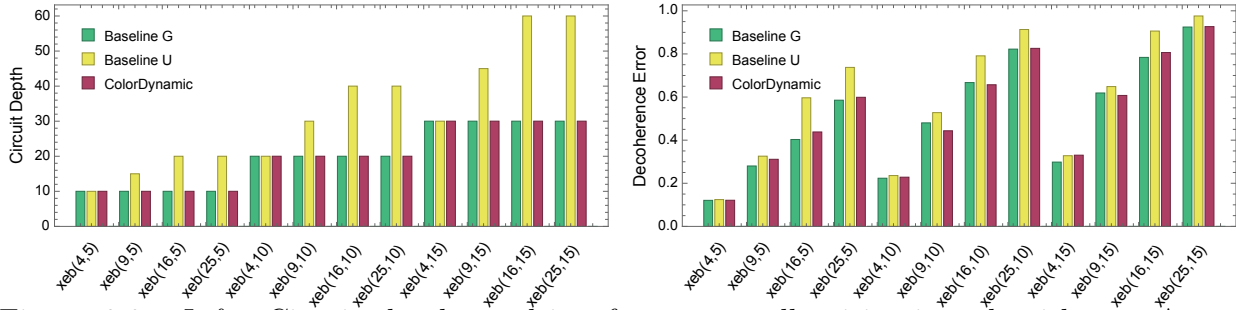 60
50
40
30
20
10
0
Circuit Depth
Baseline G
Baseline U
ColorDynamic
xeb(4,5)
xeb(9,5)
xeb(16,5)
xeb(25,5)
xeb(4,10)
xeb(9,10)
xeb(16,10)
xeb(25,10)
xeb(4,15)
xeb(9,15)
xeb(16,15)
xeb(25,15)
1.0
0.8
0.6
0.4
0.2
0.0
Decoherence Error
Baseline G
Baseline U
ColorDynamic
xeb(4,5)
xeb(9,5)
xeb(16,5)
xeb(25,5)
xeb(4,10)
xeb(9,10)
xeb(16,10)
xeb(25,10)
xeb(4,15)
xeb(9,15)
xeb(16,15)
xeb(25,15)